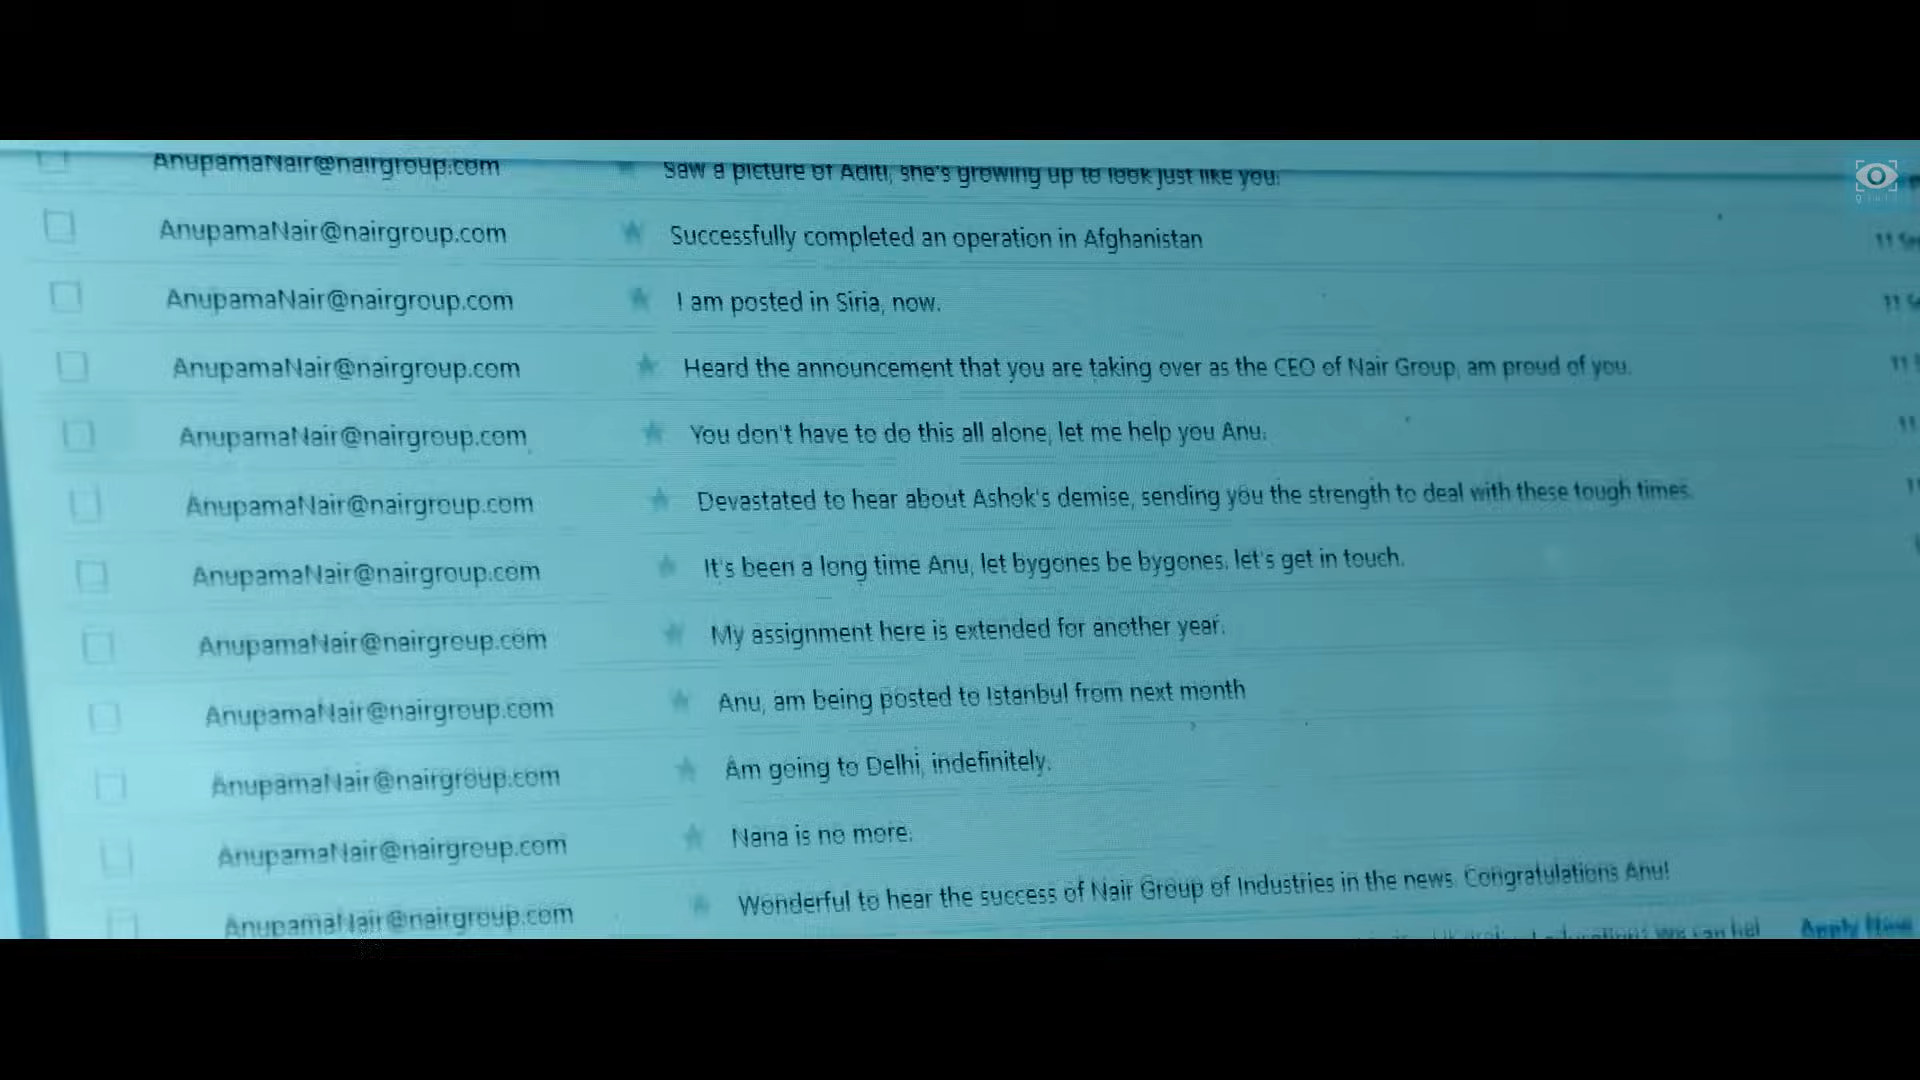 AnupamaNair@nairgroup.com Saw a picture of Aditi, she's growing up to look just like you.
AnupamaNair@nairgroup.com Successfully completed an operation in Afghanistan 11
AnupamaNair@nairgroup.com I am posted in Siria, now. 11
AnupamaNair@nairgroup.com Heard the announcement that you are taking over as the CEO of Nair Group, am proud of you. 11
AnupamaNair@nairgroup.com You don't have to do this all alone, let me help you Anu. 11
AnupamaNair@nairgroup.com Devastated to hear about Ashok's demise, sending you the strength to deal with these tough times.
AnupamaNair@nairgroup.com It's been a long time Anu, let bygones be bygones. let's get in touch.
AnupamaNair@nairgroup.com My assignment here is extended for another year.
AnupamaNair@nairgroup.com Anu, am being posted to Istanbul from next month
AnupamaNair@nairgroup.com Am going to Delhi, indefinitely.
AnupamaNair@nairgroup.com Nana is no more.
AnupamaNair@nairgroup.com Wonderful to hear the success of Nair Group of Industries in the news. Congratulations Anu!
we can Apply Now